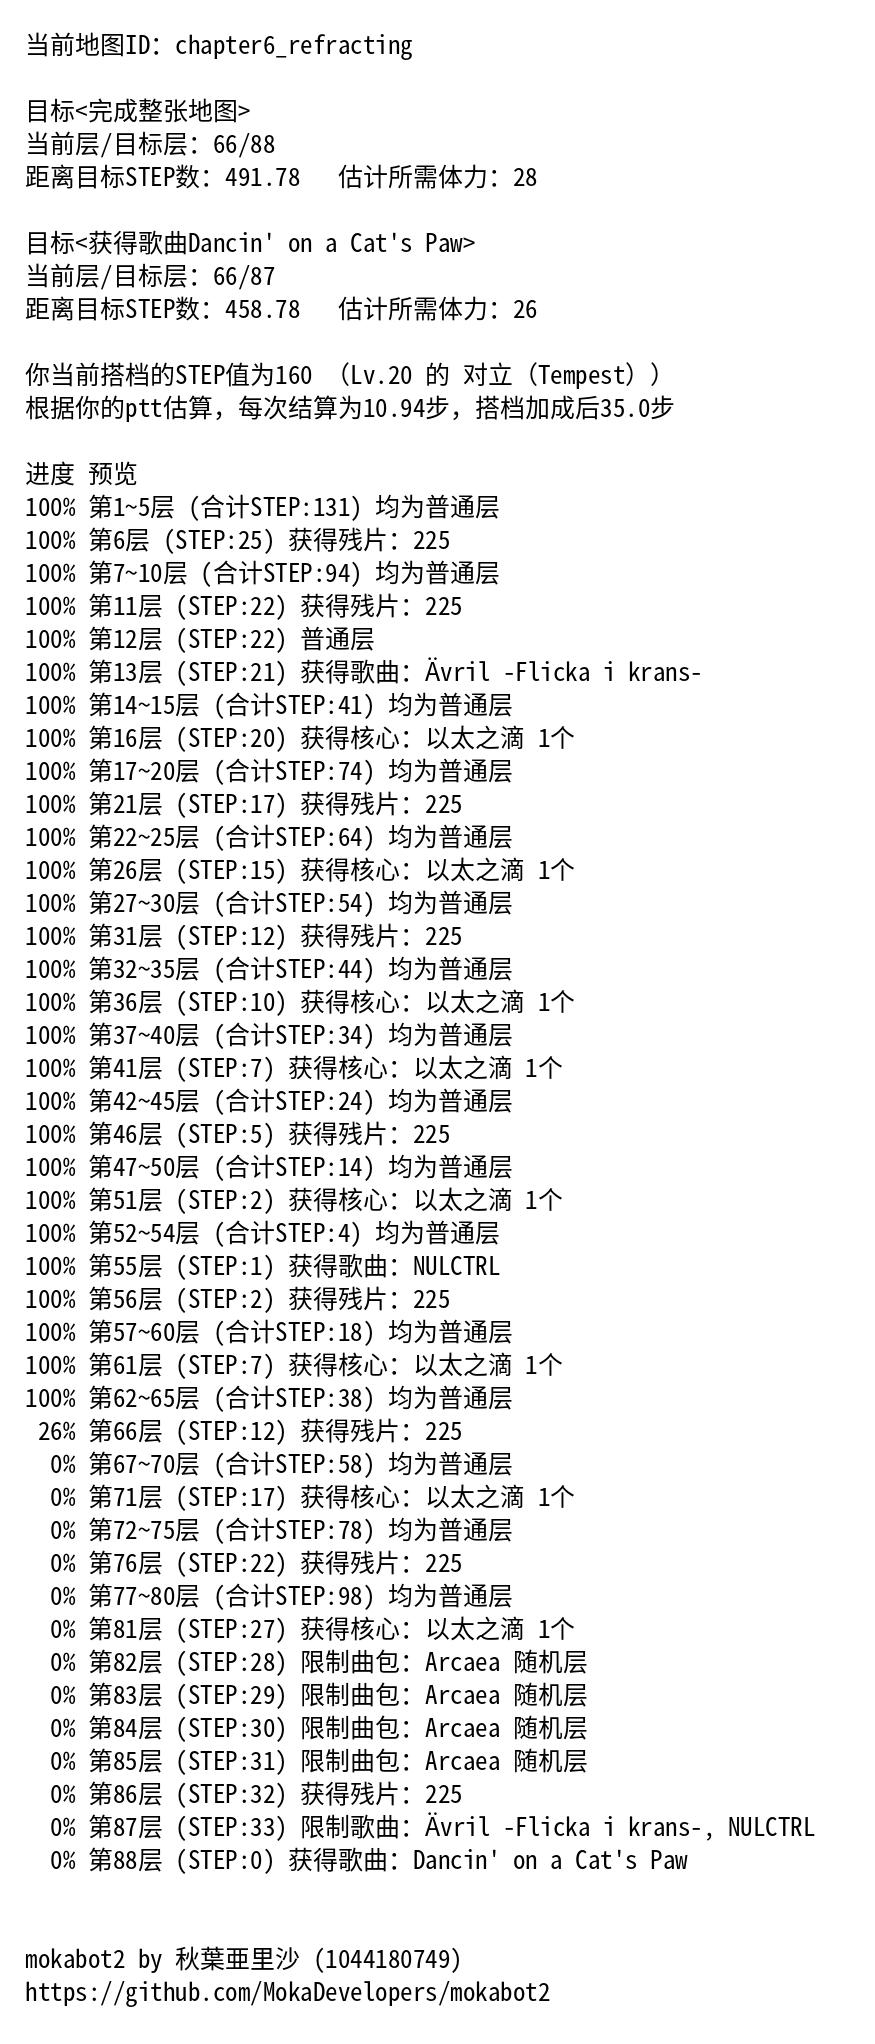 当前地图ID：chapter6_refracting
目标<完成整张地图>
当前层/目标层：66/88
距离目标STEP数：491.78 估计所需体力：28
目标<获得歌曲Dancin' on a Cat's Paw>
当前层/目标层：66/87
距离目标STEP数：458.78 估计所需体力：26
你当前搭档的STEP值为160 （Lv.20 的 对立（Tempest））
根据你的ptt估算，每次结算为10.94步，搭档加成后35.0步
进度 预览
100% 第1~5层（合计STEP:131）均为普通层
100% 第6层（STEP:25）获得残片：225
100% 第7~10层（合计STEP:94）均为普通层
100% 第11层（STEP:22）获得残片：225
100% 第12层（STEP:22）普通层
100% 第13层（STEP:21）获得歌曲：Ävril -Flicka i krans-
100% 第14~15层（合计STEP:41）均为普通层
100% 第16层（STEP:20）获得核心：以太之滴 1个
100% 第17~20层（合计STEP:74）均为普通层
100% 第21层（STEP:17）获得残片：225
100% 第22~25层（合计STEP:64）均为普通层
100% 第26层（STEP:15）获得核心：以太之滴 1个
100% 第27~30层（合计STEP:54）均为普通层
100% 第31层（STEP:12）获得残片：225
100% 第32~35层（合计STEP:44）均为普通层
100% 第36层（STEP:10）获得核心：以太之滴 1个
100% 第37~40层（合计STEP:34）均为普通层
100% 第41层（STEP:7）获得核心：以太之滴 1个
100% 第42~45层（合计STEP:24）均为普通层
100% 第46层（STEP:5）获得残片：225
100% 第47~50层（合计STEP:14）均为普通层
100% 第51层（STEP:2）获得核心：以太之滴 1个
100% 第52~54层（合计STEP:4）均为普通层
100% 第55层（STEP:1）获得歌曲：NULCTRL
100% 第56层（STEP:2）获得残片：225
100% 第57~60层（合计STEP:18）均为普通层
100% 第61层（STEP:7）获得核心：以太之滴 1个
100% 第62~65层（合计STEP:38）均为普通层
26% 第66层（STEP:12）获得残片：225
0% 第67~70层（合计STEP:58）均为普通层
0% 第71层（STEP:17）获得核心：以太之滴 1个
0% 第72~75层（合计STEP:78）均为普通层
0% 第76层（STEP:22）获得残片：225
0% 第77~80层（合计STEP:98）均为普通层
0% 第81层（STEP:27）获得核心：以太之滴 1个
0% 第82层（STEP:28）限制曲包：Arcaea 随机层
0% 第83层（STEP:29）限制曲包：Arcaea 随机层
0% 第84层（STEP:30）限制曲包：Arcaea 随机层
0% 第85层（STEP:31）限制曲包：Arcaea 随机层
0% 第86层（STEP:32）获得残片：225
0% 第87层（STEP:33）限制歌曲：Ävril -Flicka i krans-, NULCTRL
0% 第88层（STEP:0）获得歌曲：Dancin' on a Cat's Paw
mokabot2 by 秋葉亜里沙（1044180749）
https://github.com/MokaDevelopers/mokabot2